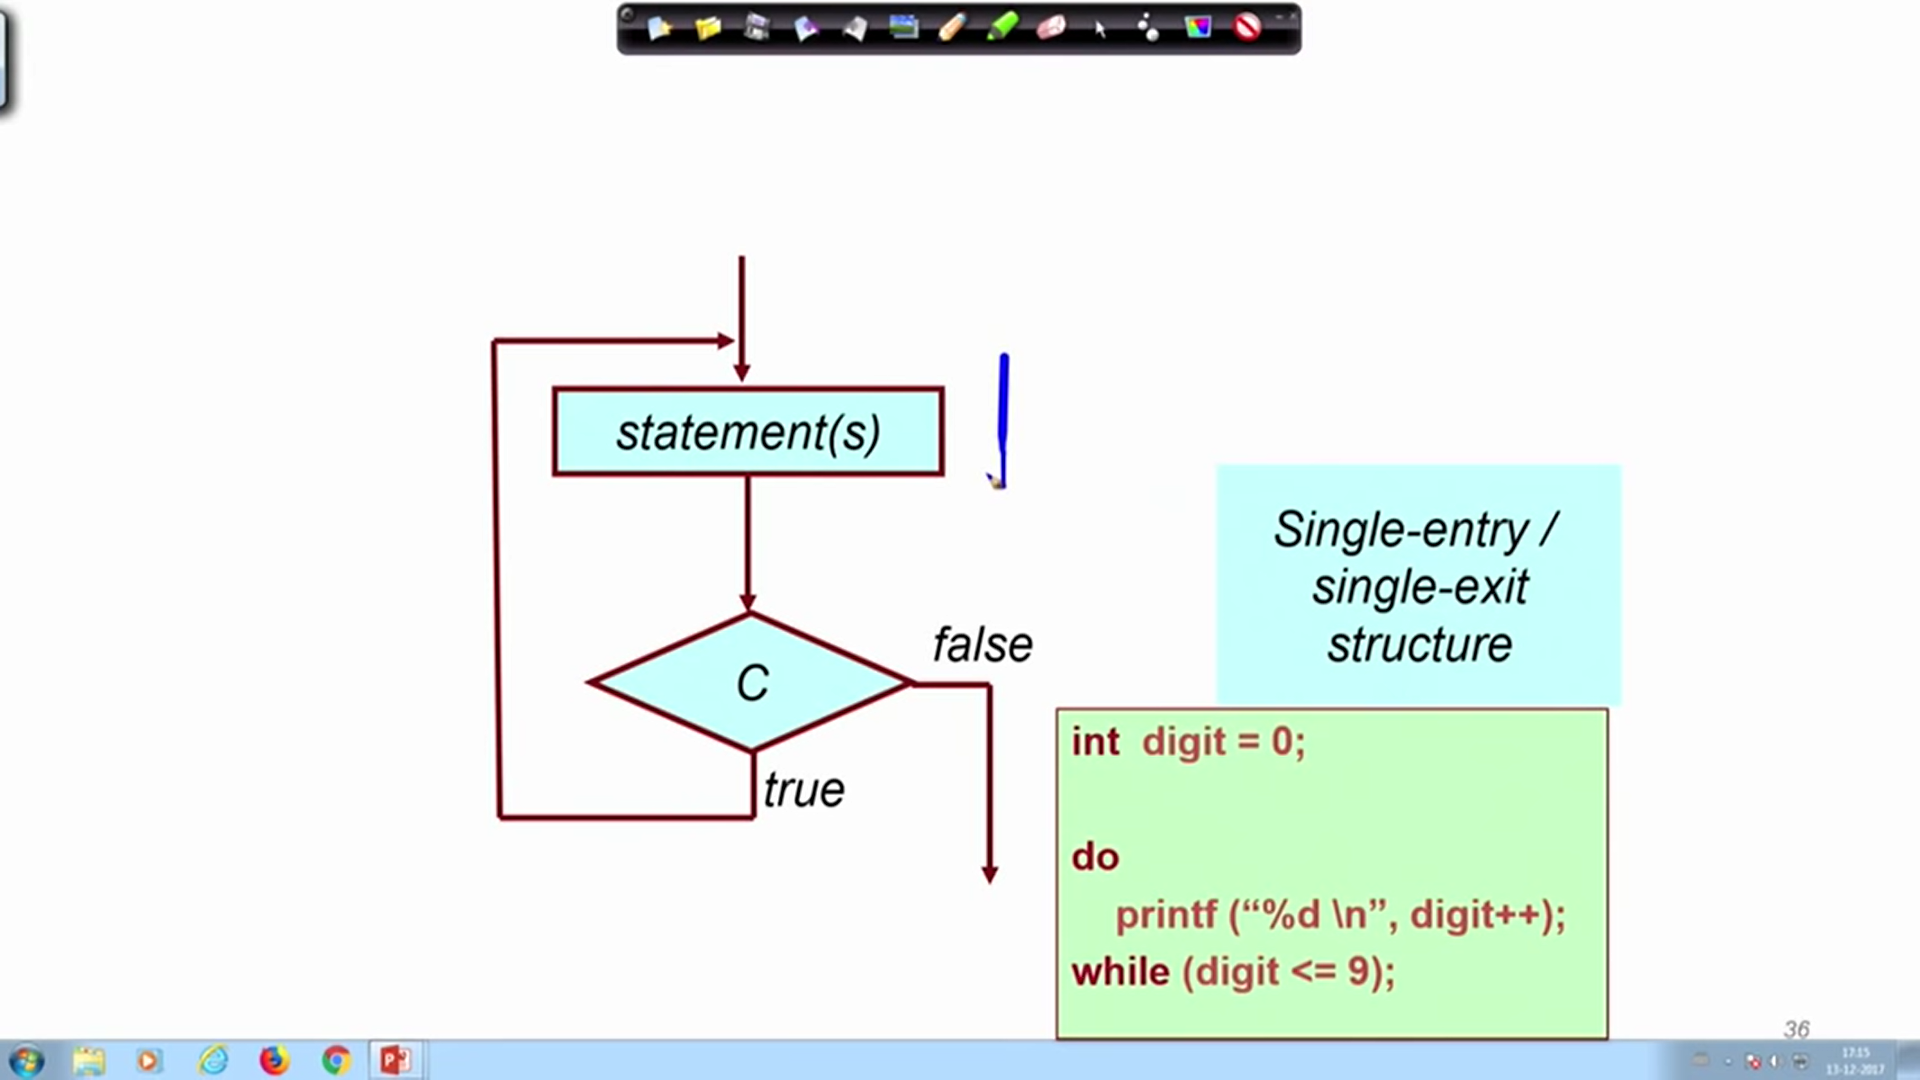 statement(s)
C
false
true
Single-entry /
single-exit
structure
int digit = 0;
do
printf (“%d \n”, digit++);
while (digit <= 9);
36
17:15
13-12-2017